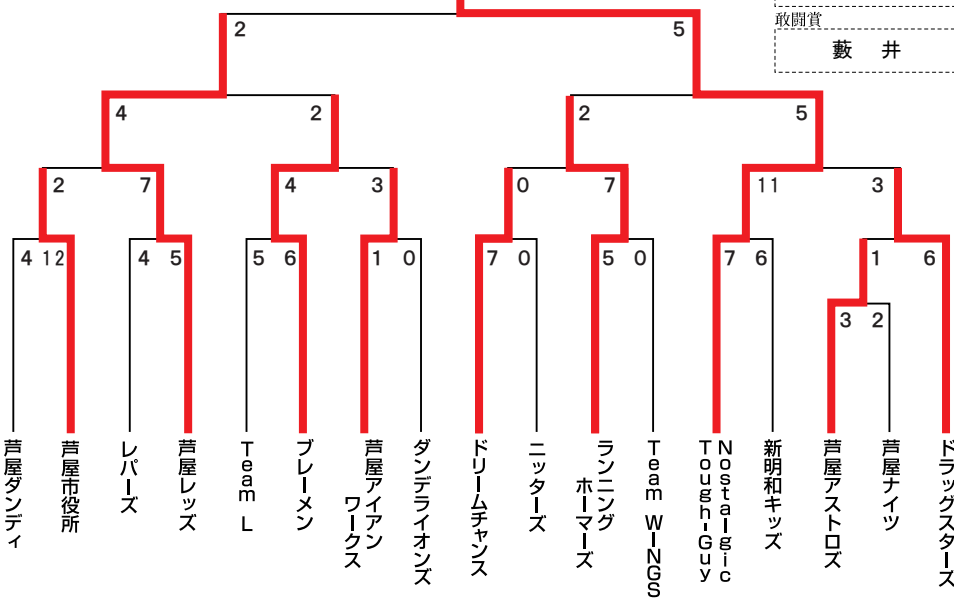 敢闘賞
藪 井
2 5
4 2 2 5
2 7 4 3 0 7 11 3
4 12 4 5 5 6 1 0 7 0 5 0 7 6 1 6
3 2
芦屋ダンディ
芦屋市役所
レパーズ
芦屋レッズ
Team L
ブレーメン
芦屋アイアン
ワークス
ダンデライオンズ
ドリームチャンス
ニッターズ
ランニング
ホーマーズ
Team WINGS
Nostalgic
Tough-Guy
新明和キッズ
芦屋アストロズ
芦屋ナイツ
ドラッグスターズ